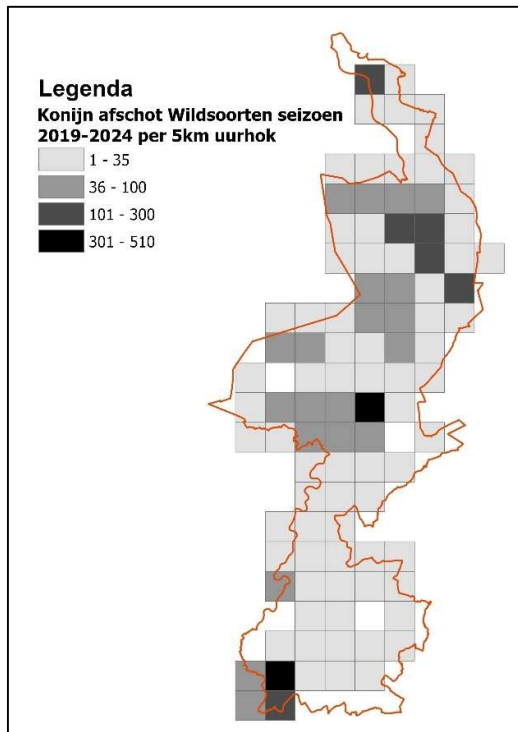 Legenda
Konijn afschot Wildsoorten seizoen
2019-2024 per 5km uurhok
1 - 35
36 - 100
101 - 300
301 - 510